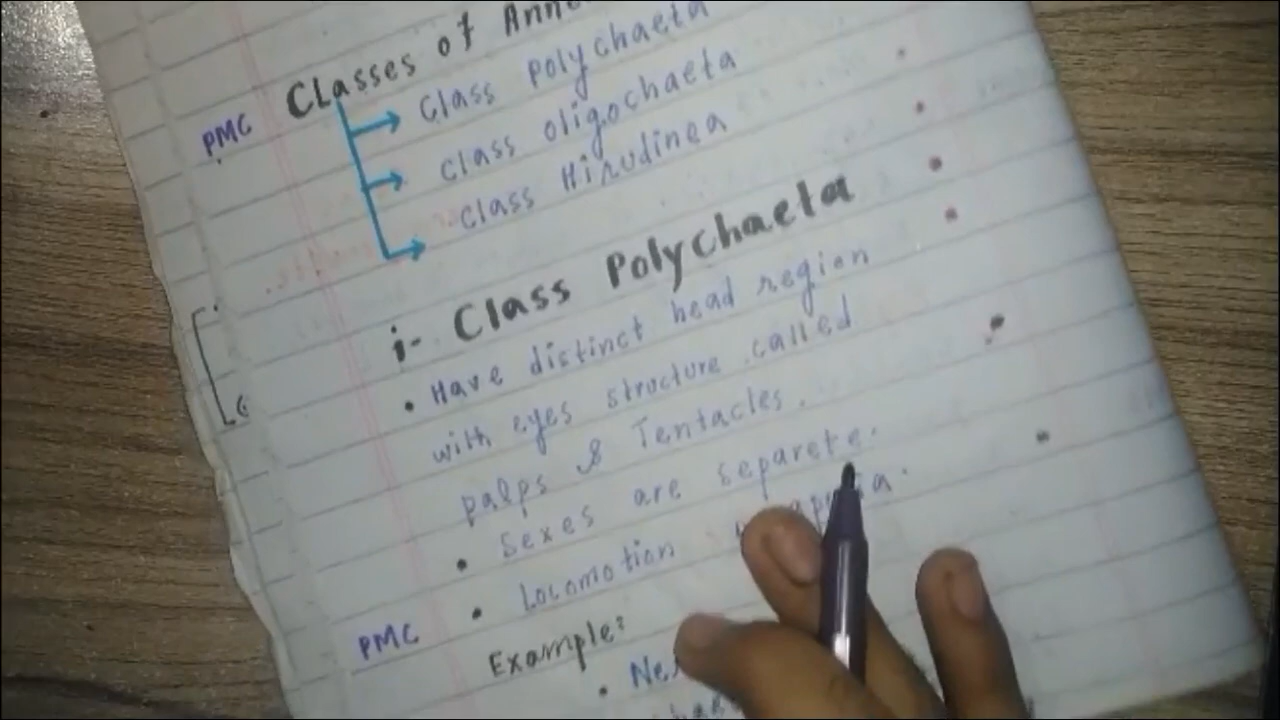 Classes of
PMC
Class Polychaeta
Class Oligochaeta
Class Hirudinea
i- Class Polychaeta
• Have distinct head region
with eyes structure called
palps & Tentacles.
• Sexes are separete.
• Locomotion
PMC
Example: